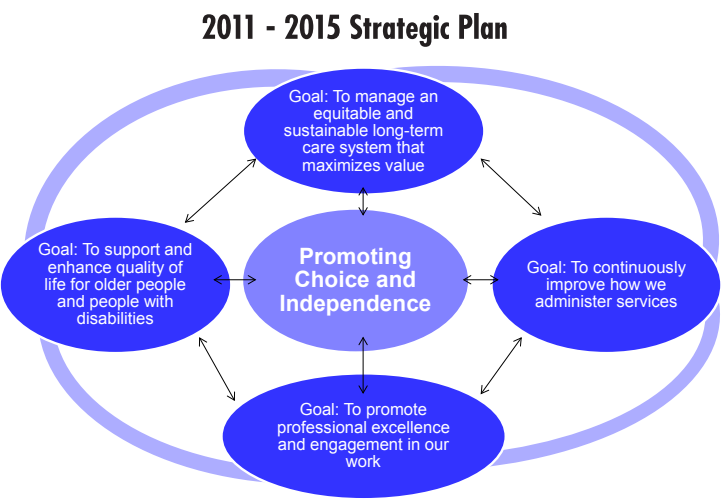 2011 - 2015 Strategic Plan
Goal: To manage an
equitable and
sustainable long-term
care system that
maximizes value
Goal: To support and
enhance quality of
life for older people
and people with
disabilities
Promoting
Choice and
Independence
Goal: To continuously
improve how we
administer services
Goal: To promote
professional excellence
and engagement in our
work